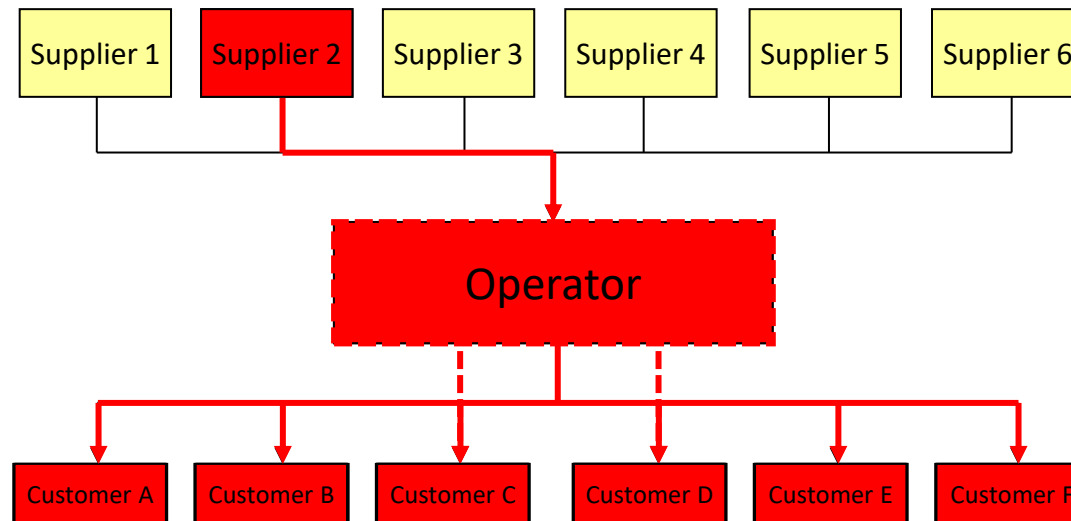 Supplier 1
Supplier 2
Supplier 3
Supplier 4
Supplier 5
Supplier 6
Operator
Customer A
Customer B
Customer C
Customer D
Customer E
Customer F